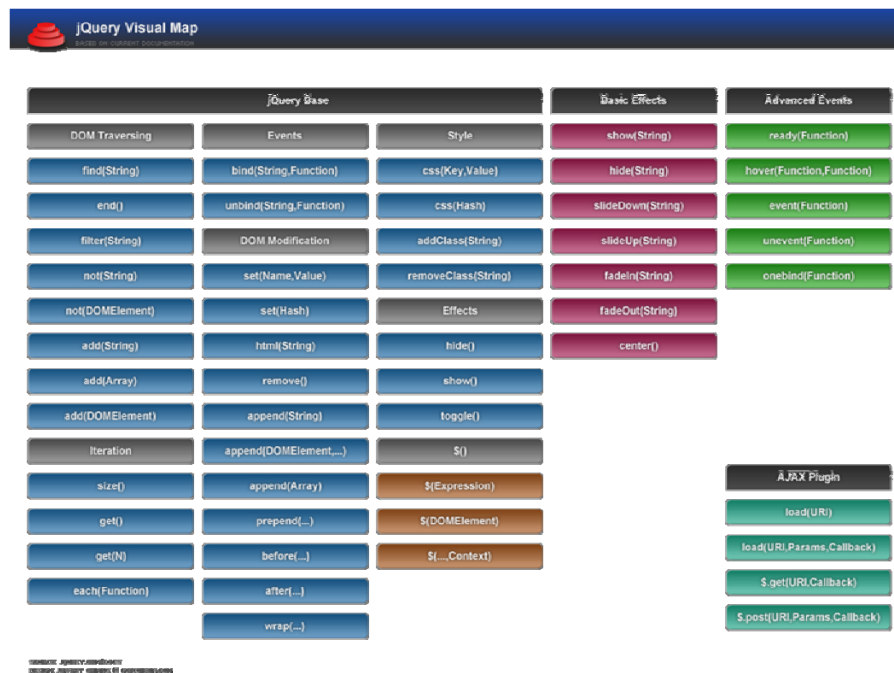 jQuery Visual Map
BASED ON CURRENT DOCUMENTATION
jQuery Base
DOM Traversing
find(String)
end()
filter(String)
not(String)
not(DOMElement)
add(String)
add(Array)
add(DOMElement)
Iteration
size()
get()
get(N)
each(Function)
Events
bind(String,Function)
unbind(String,Function)
DOM Modification
set(Name,Value)
set(Hash)
html(String)
remove()
append(String)
append(DOMElement,...)
append(Array)
prepend(...)
before(...)
after(...)
wrap(...)
Style
css(Key,Value)
css(Hash)
addClass(String)
removeClass(String)
Effects
hide()
show()
toggle()
$()
$(Expression)
$(DOMElement)
$(...,Context)
Basic Effects
show(String)
hide(String)
slideDown(String)
slideUp(String)
fadeIn(String)
fadeOut(String)
center()
Advanced Events
ready(Function)
hover(Function,Function)
event(Function)
unevent(Function)
onebind(Function)
AJAX Plugin
load(URI)
load(URI,Params,Callback)
$.get(URI,Callback)
$.post(URI,Params,Callback)